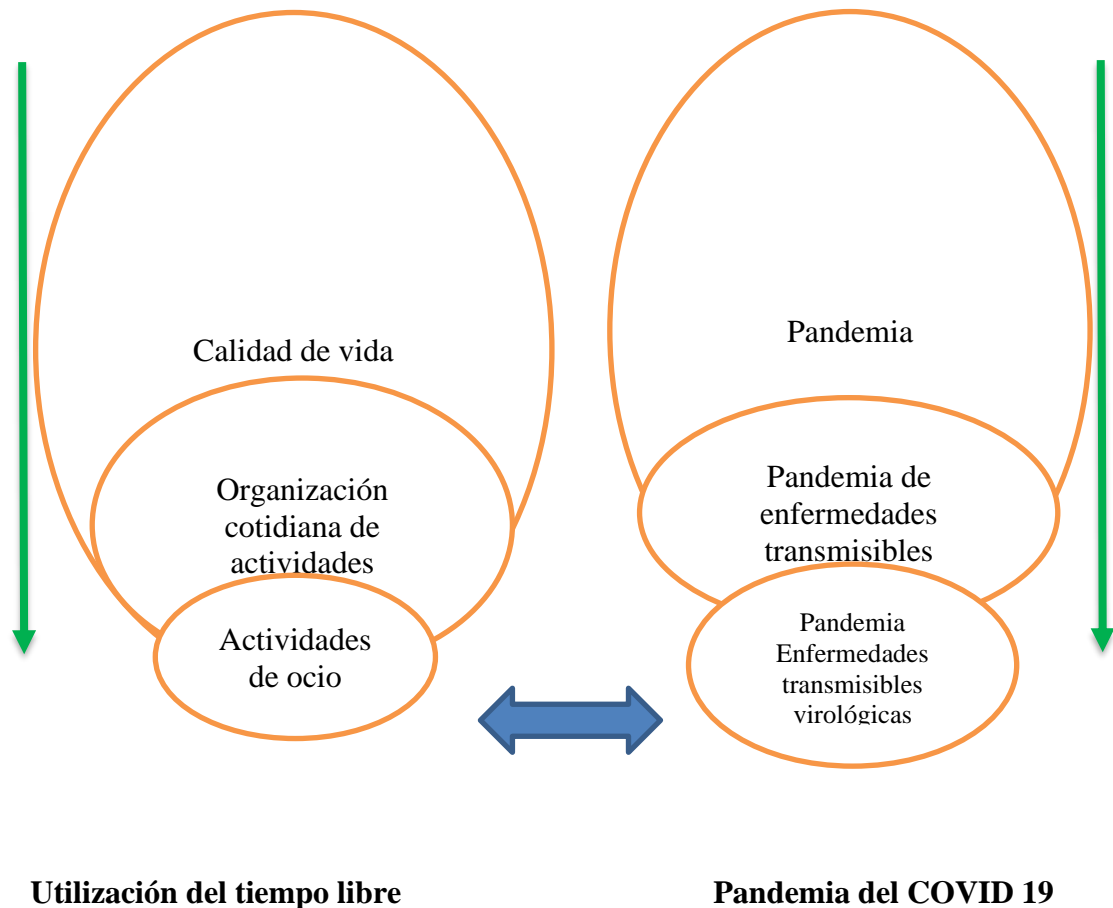 Calidad de vida
Organización
cotidiana de
actividades
Actividades
de ocio
Pandemia
Pandemia de
enfermedades
transmisibles
Pandemia
Enfermedades
transmisibles
virológicas
Utilización del tiempo libre
Pandemia del COVID 19